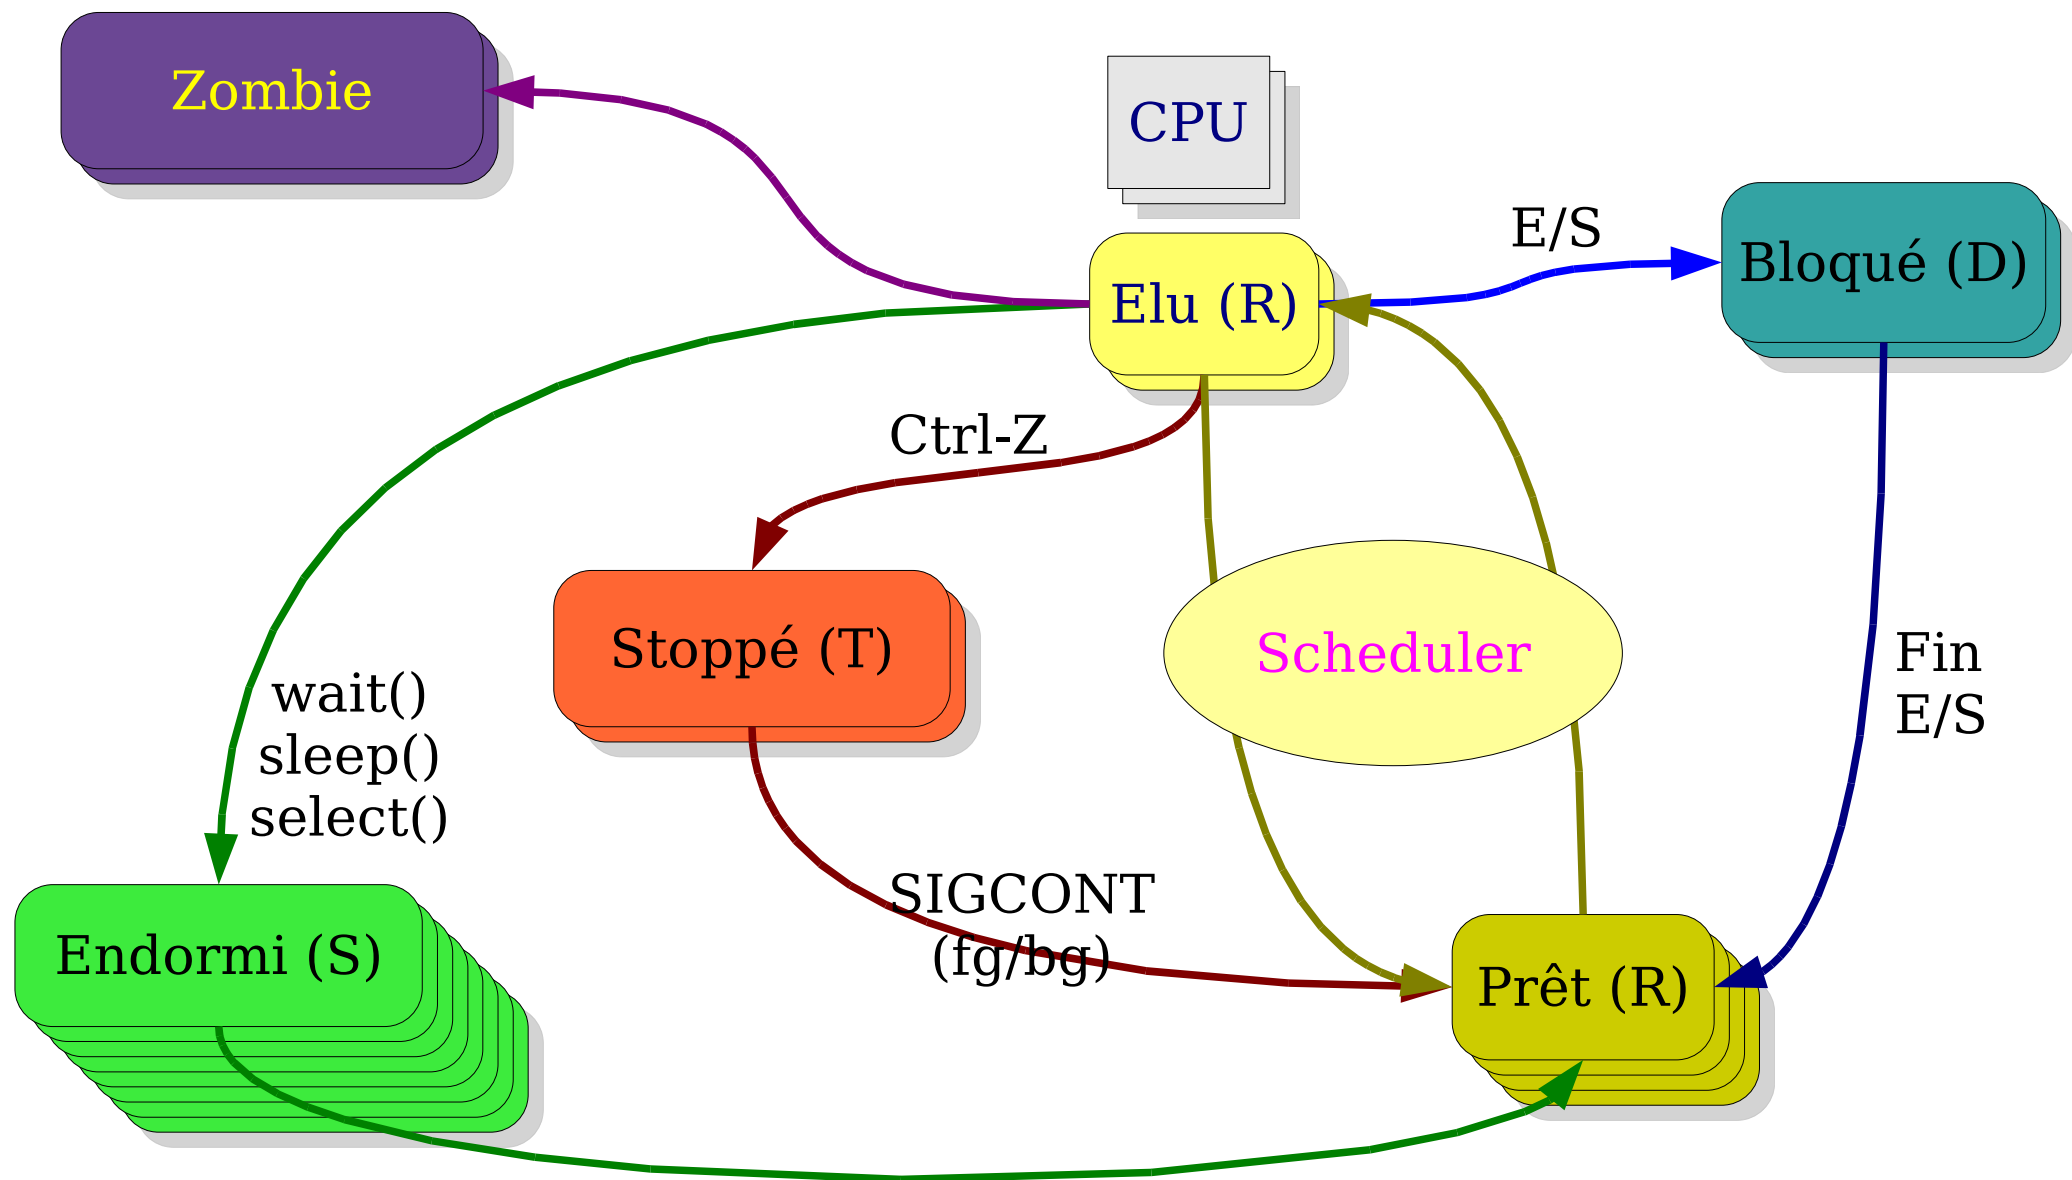 Zombie
CPU
E/S
Bloqué (D)
Elu (R)
Ctrl-Z
Stoppé (T)
Scheduler
Fin
E/S
wait()
sleep()
select()
SIGCONT
(fg/bg)
Endormi (S)
Prêt (R)